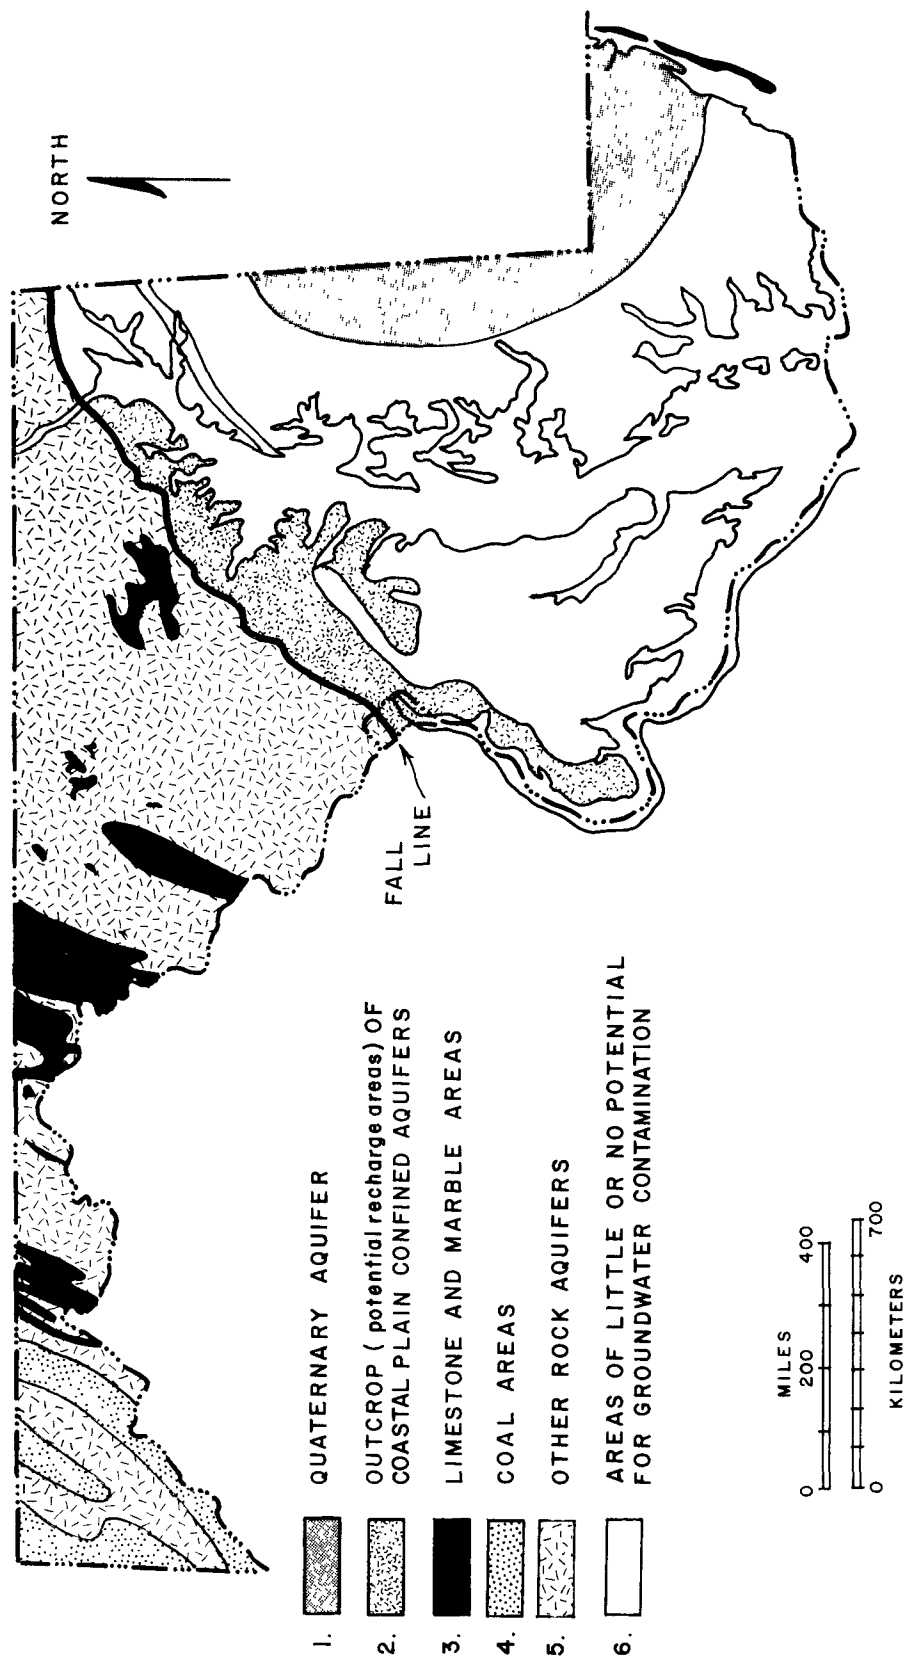 NORTH
FALL
LINE
1. QUATERNARY AQUIFER
2. OUTCROP ( potential recharge areas) OF
COASTAL PLAIN CONFINED AQUIFERS
3. LIMESTONE AND MARBLE AREAS
4. COAL AREAS
5. OTHER ROCK AQUIFERS
6. AREAS OF LITTLE OR NO POTENTIAL
FOR GROUNDWATER CONTAMINATION
MILES
0 200 400
0 700
KILOMETERS